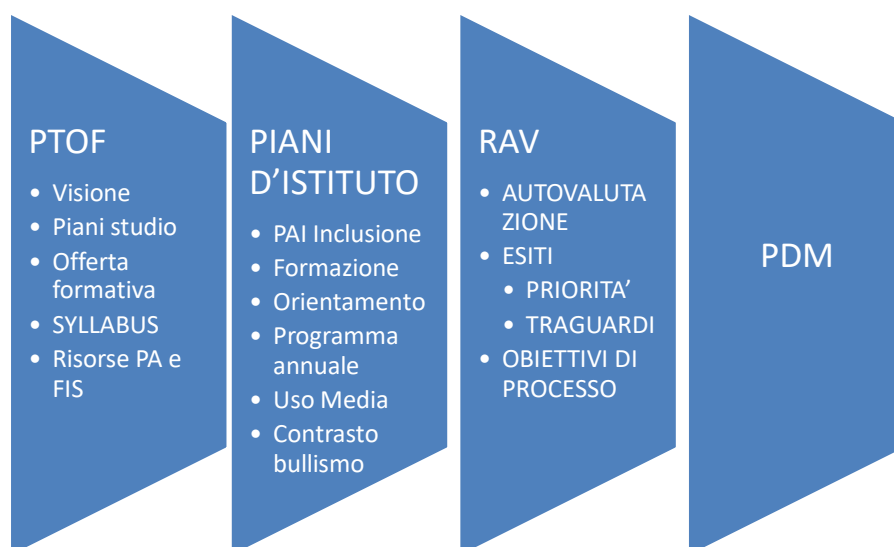 PTOF
• Visione
• Piani studio
• Offerta
formativa
• SYLLABUS
• Risorse PA e
FIS
PIANI
D'ISTITUTO
• PAI Inclusione
• Formazione
• Orientamento
• Programma
annuale
• Uso Media
• Contrasto
bullismo
RAV
• AUTOVALUTA
ZIONE
• ESITI
• PRIORITA'
• TRAGUARDI
• OBIETTIVI DI
PROCESSO
PDM